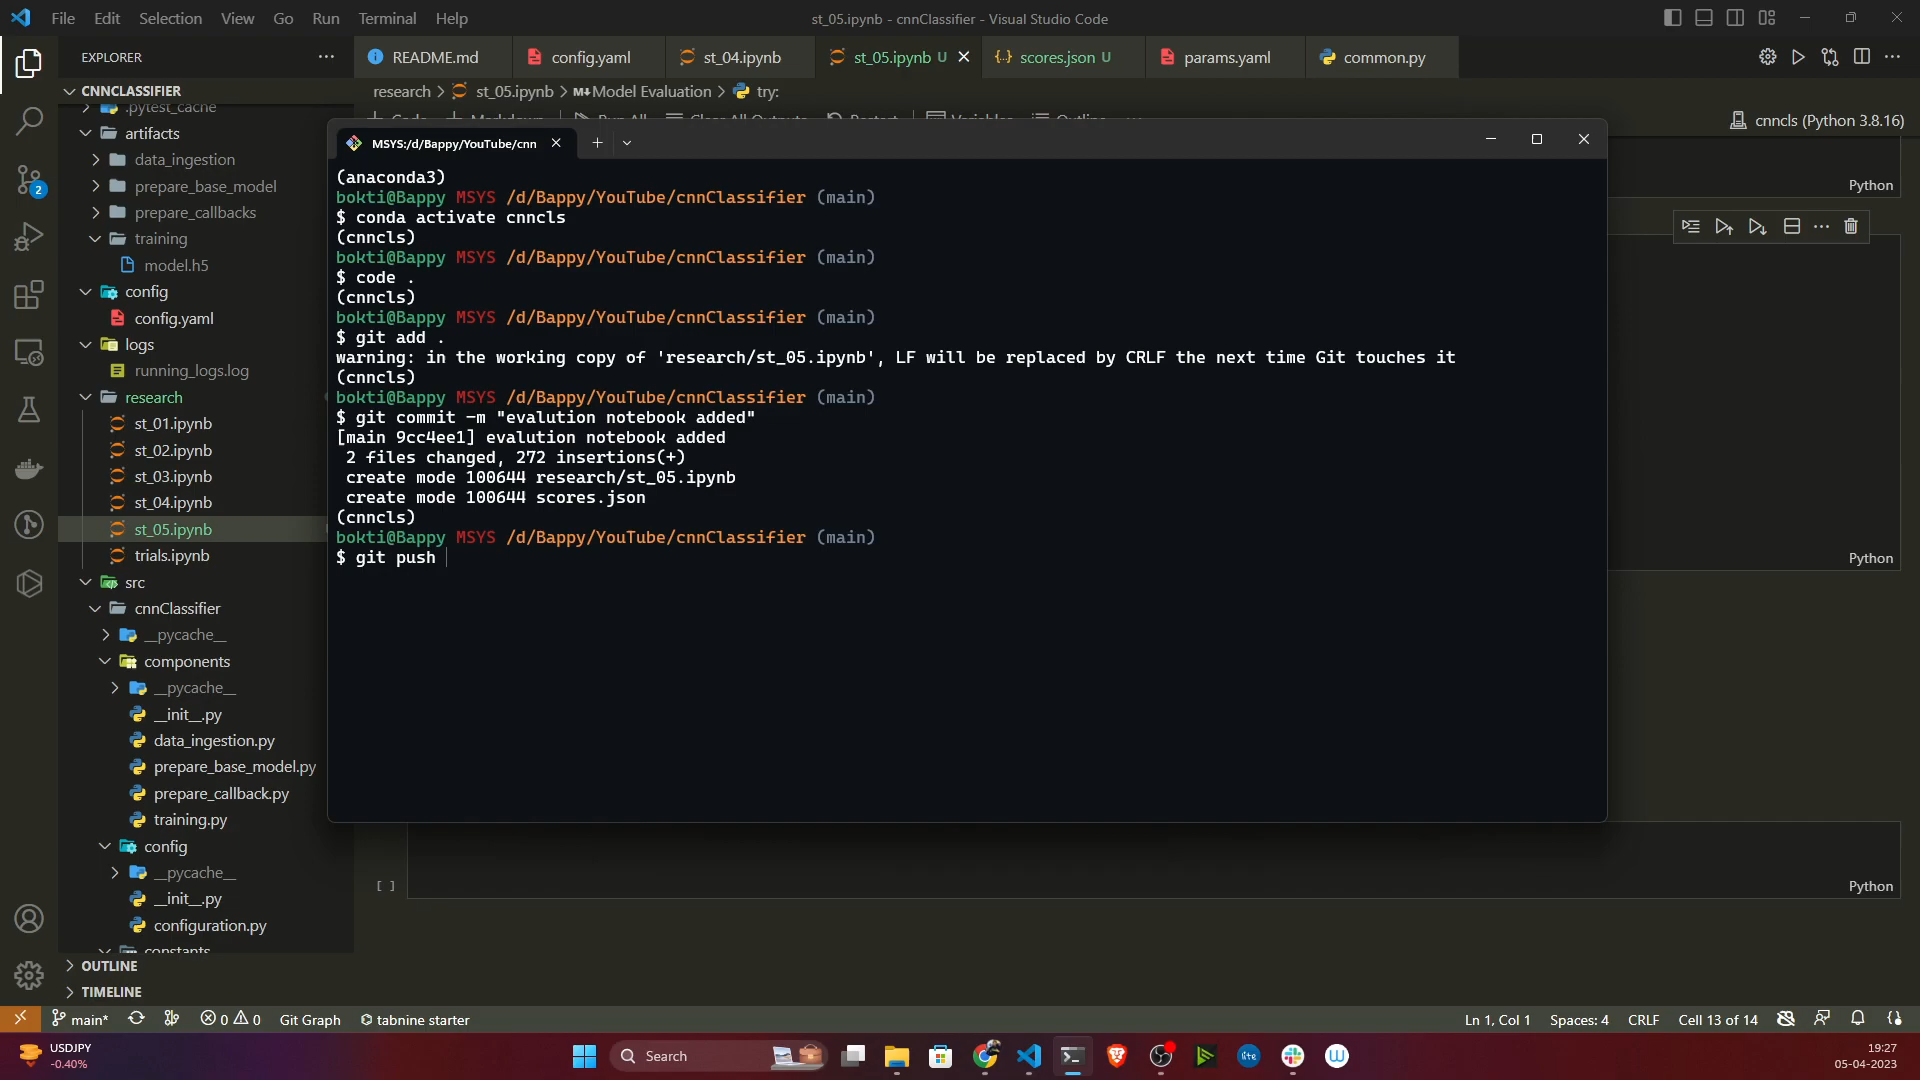 File Edit Selection View Go Run Terminal Help
st_05.ipynb - cnnClassifier - Visual Studio Code
EXPLORER
README.md
config.yaml
st_04.ipynb
st_05.ipynb U
scores.json U
params.yaml
common.py
CNNCLASSIFIER
research > st_05.ipynb > M↓Model Evaluation > try:
.pytest_cache
artifacts
data_ingestion
prepare_base_model
prepare_callbacks
training
model.h5
config
config.yaml
logs
running_logs.log
research
st_01.ipynb
st_02.ipynb
st_03.ipynb
st_04.ipynb
st_05.ipynb
trials.ipynb
src
cnnClassifier
__pycache__
components
__pycache__
__init__.py
data_ingestion.py
prepare_base_model.py
prepare_callback.py
training.py
config
__pycache__
__init__.py
configuration.py
constants
OUTLINE
TIMELINE
2
cnncls (Python 3.8.16)
MSYS:/d/Bappy/YouTube/cnn
(anaconda3)
bokti@Bappy MSYS /d/Bappy/YouTube/cnnClassifier (main)
$ conda activate cnncls
(cnncls)
bokti@Bappy MSYS /d/Bappy/YouTube/cnnClassifier (main)
$ code .
(cnncls)
bokti@Bappy MSYS /d/Bappy/YouTube/cnnClassifier (main)
$ git add .
warning: in the working copy of 'research/st_05.ipynb', LF will be replaced by CRLF the next time Git touches it
(cnncls)
bokti@Bappy MSYS /d/Bappy/YouTube/cnnClassifier (main)
$ git commit -m "evalution notebook added"
[main 9cc4ee1] evalution notebook added
2 files changed, 272 insertions(+)
create mode 100644 research/st_05.ipynb
create mode 100644 scores.json
(cnncls)
bokti@Bappy MSYS /d/Bappy/YouTube/cnnClassifier (main)
$ git push
Python
Python
[ ]
Python
main* 0 0 Git Graph tabnine starter
Ln 1, Col 1 Spaces: 4 CRLF Cell 13 of 14
USDJPY
-0.40%
Search
lite
19:27
05-04-2023